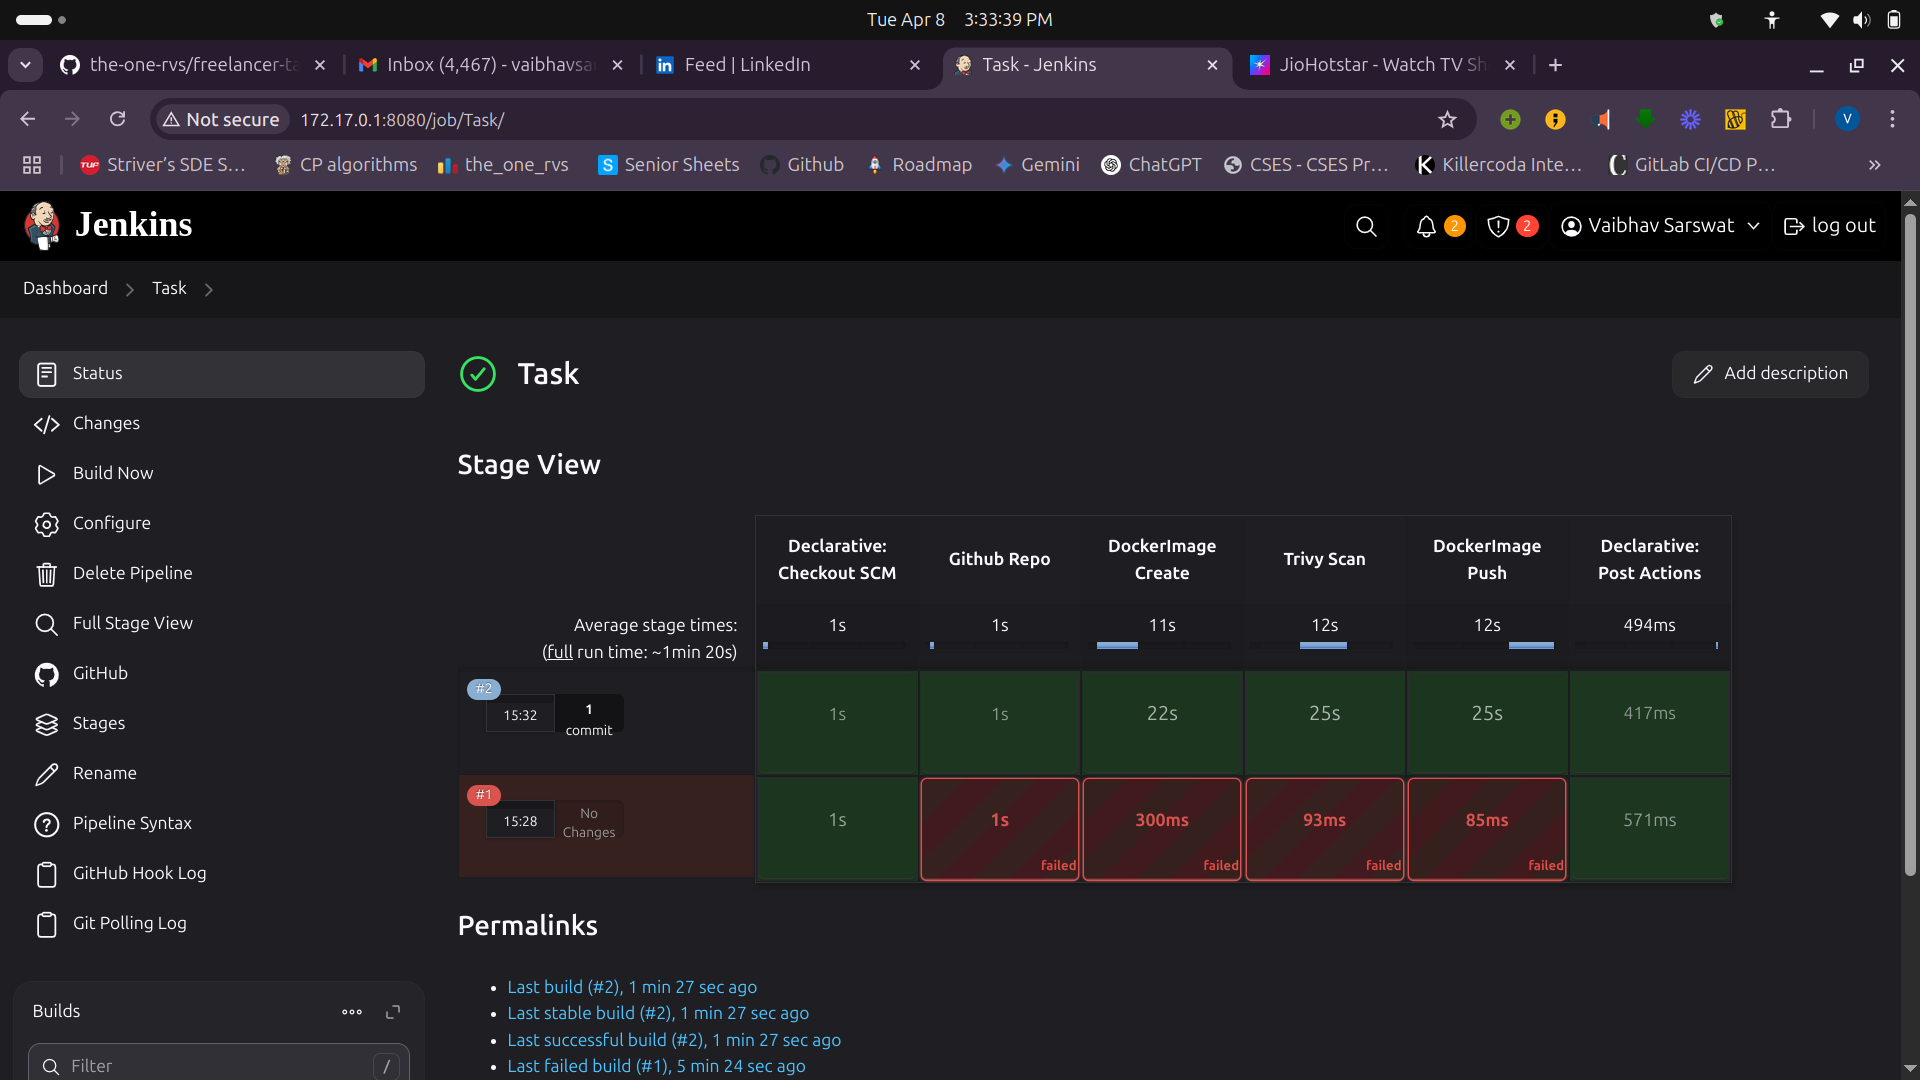 Tue Apr 8 3:33:39 PM
the-one-rvs/freelancer-ta
Inbox (4,467) - vaibhavsa
Feed | LinkedIn
Task - Jenkins
JioHotstar - Watch TV Sh
Not secure
172.17.0.1:8080/job/Task/
V
Striver's SDE S...
CP algorithms
the_one_rvs
Senior Sheets
Github
Roadmap
Gemini
ChatGPT
CSES - CSES Pr...
Killercoda Inte...
GitLab CI/CD P...
Jenkins
2
2
Vaibhav Sarswat
log out
Dashboard
Task
Status
Changes
Build Now
Configure
Delete Pipeline
Full Stage View
GitHub
Stages
Rename
Pipeline Syntax
GitHub Hook Log
Git Polling Log
Builds
Filter
/
Task
Add description
Stage View
Declarative: Checkout SCM
Github Repo
DockerImage Create
Trivy Scan
DockerImage Push
Declarative: Post Actions
Average stage times:
(full run time: ~1min 20s)
1s
1s
11s
12s
12s
494ms
#2
15:32
1 commit
1s
1s
22s
25s
25s
417ms
#1
15:28
No Changes
1s
1s failed
300ms failed
93ms failed
85ms failed
571ms
Permalinks
Last build (#2), 1 min 27 sec ago
Last stable build (#2), 1 min 27 sec ago
Last successful build (#2), 1 min 27 sec ago
Last failed build (#1), 5 min 24 sec ago